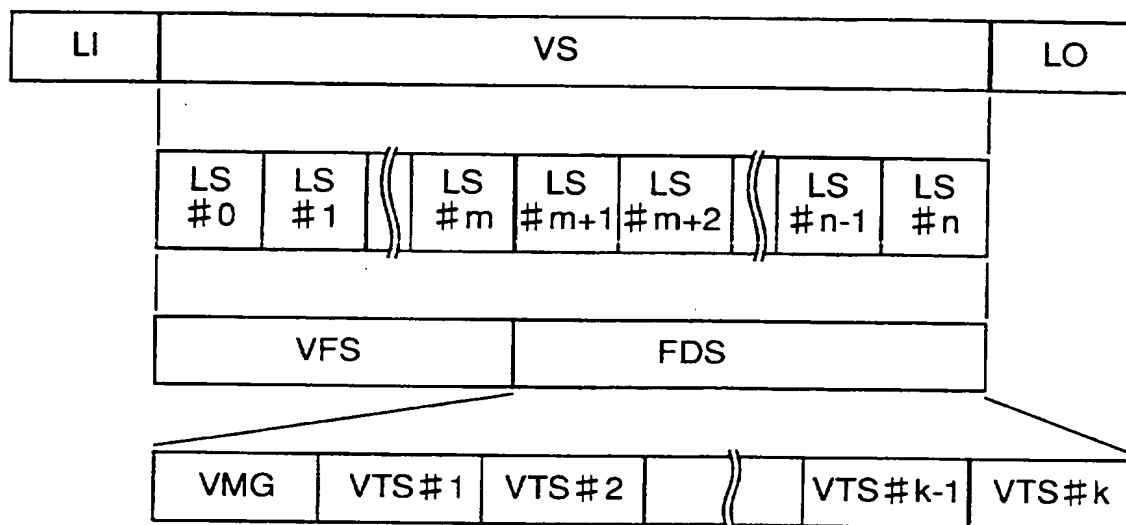 LI VS LO
LS LS LS LS LS LS LS
#0 #1 #m #m+1 #m+2 #n-1 #n
VFS FDS
VMG VTS#1 VTS#2 VTS#k-1 VTS#k